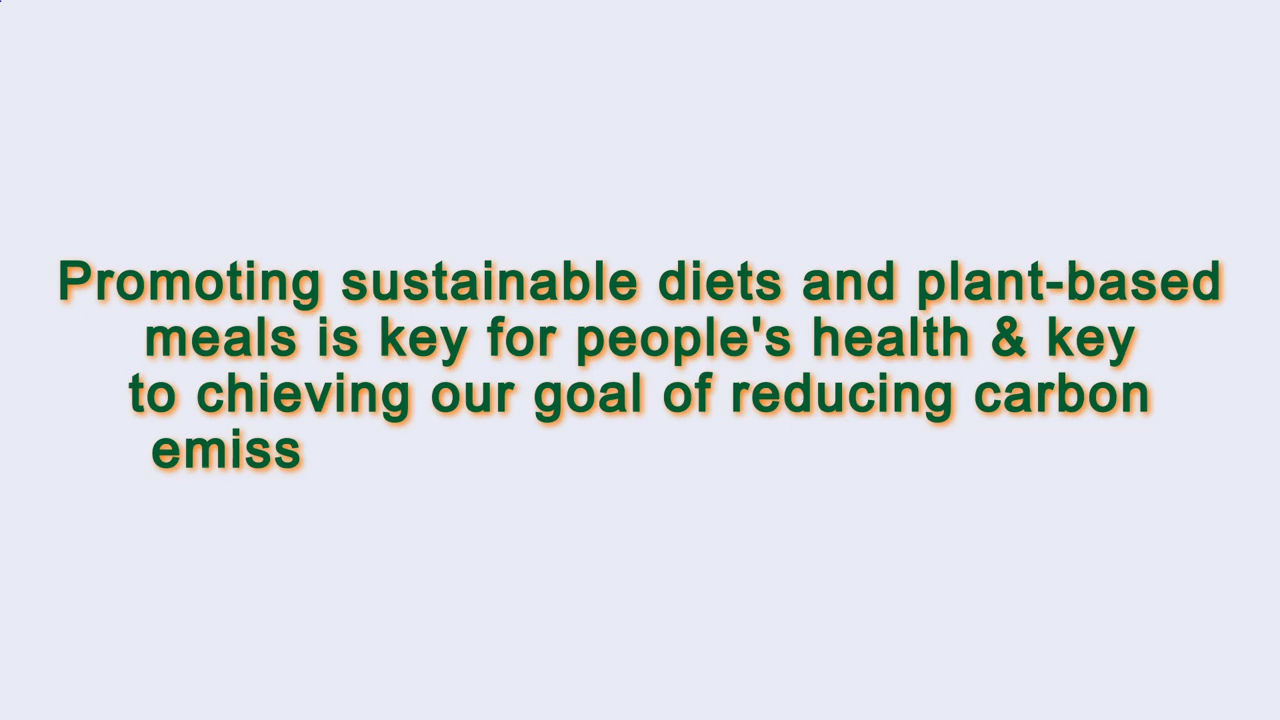 Promoting sustainable diets and plant-based
meals is key for people's health & key
to chieving our goal of reducing carbon
emiss